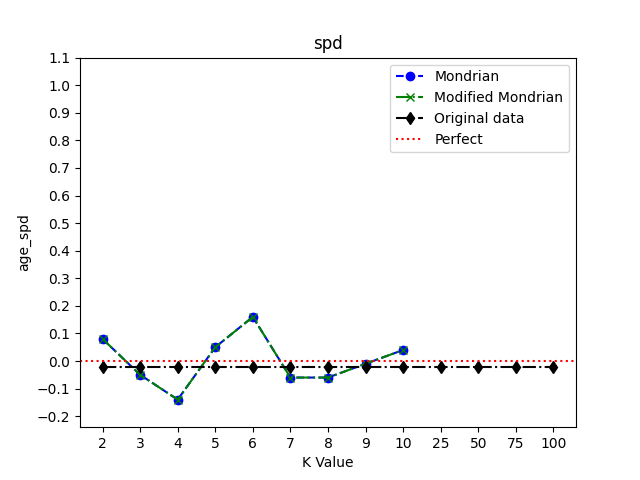 spd
1.1
1.0
0.9
0.8
0.7
0.6
0.5
0.4
0.3
0.2
0.1
0.0
−0.1
−0.2
age_spd
Mondrian
Modified Mondrian
Original data
Perfect
2 3 4 5 6 7 8 9 10 25 50 75 100
K Value